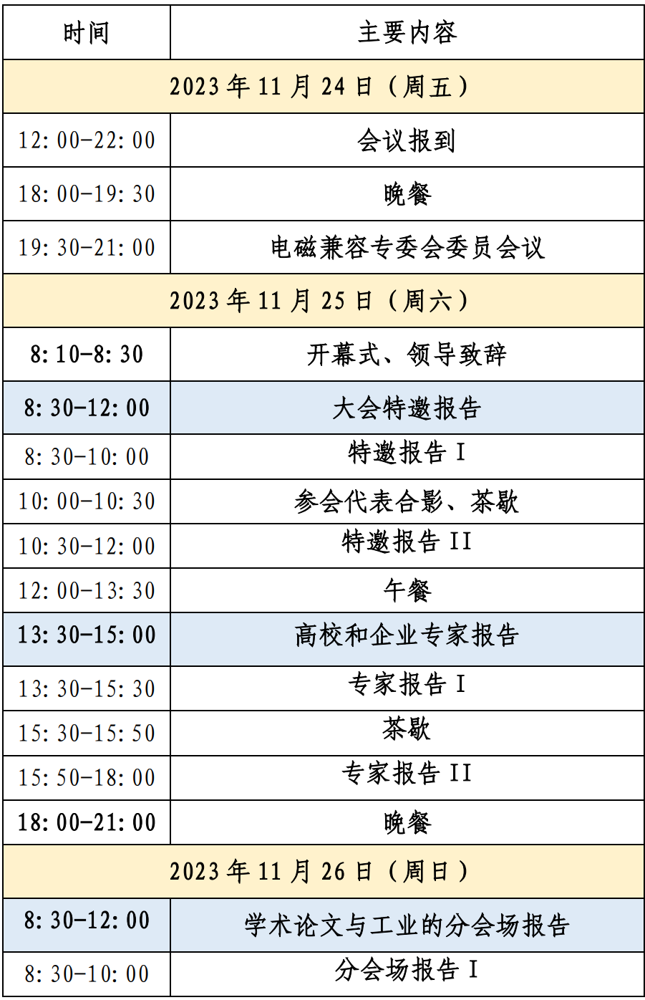 时间 主要内容
2023 年 11 月 24 日（周五）
12：00-22：00 会议报到
18：00-19：30 晚餐
19：30-21：00 电磁兼容专委会委员会议
2023 年 11 月 25 日（周六）
8：10-8：30 开幕式、领导致辞
8：30-12：00 大会特邀报告
8：30-10：00 特邀报告 I
10：00-10：30 参会代表合影、茶歇
10：30-12：00 特邀报告 II
12：00-13：30 午餐
13：30-15：00 高校和企业专家报告
13：30-15：30 专家报告 I
15：30-15：50 茶歇
15：50-18：00 专家报告 II
18：00-21：00 晚餐
2023 年 11 月 26 日（周日）
8：30-12：00 学术论文与工业的分会场报告
8：30-10：00 分会场报告 I